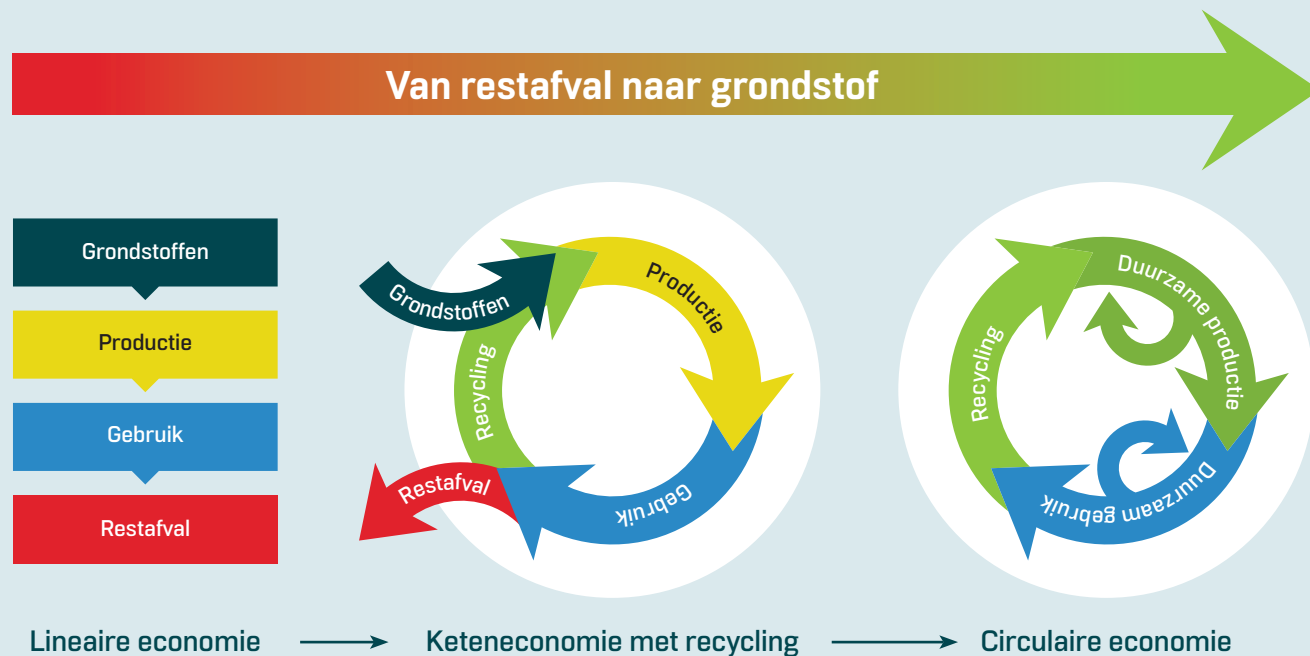 Van restafval naar grondstof
Grondstoffen
Productie
Gebruik
Restafval
Grondstoffen
Productie
Recycling
Restafval
Gebruik
Duurzame productie
Recycling
Duurzaam gebruik
Lineaire economie
Keteneconomie met recycling
Circulaire economie